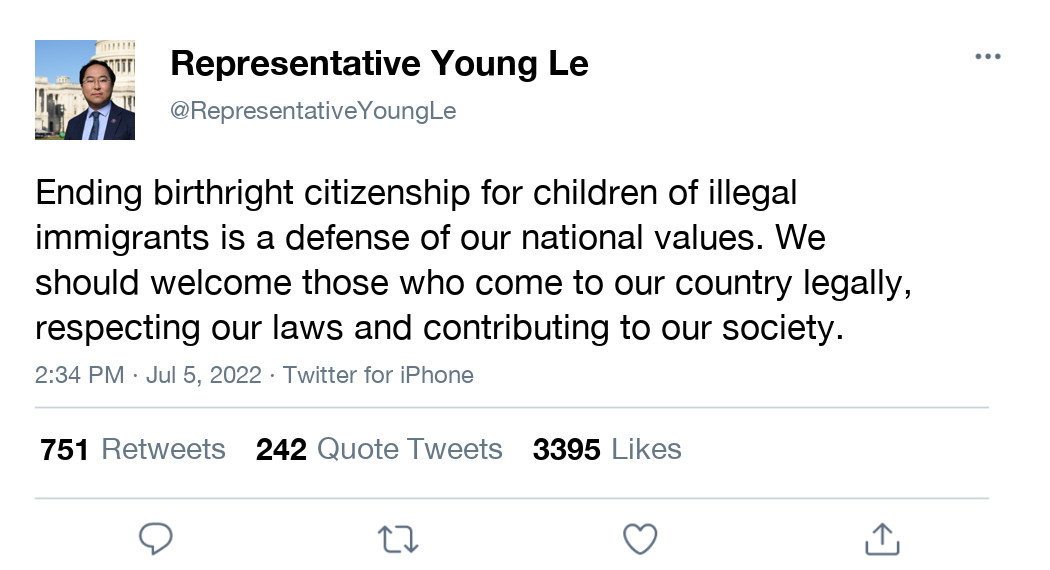 Representative Young Le
@RepresentativeYoungLe
Ending birthright citizenship for children of illegal
immigrants is a defense of our national values. We
should welcome those who come to our country legally,
respecting our laws and contributing to our society.
2:34 PM · Jul 5, 2022 · Twitter for iPhone
751 Retweets 242 Quote Tweets 3395 Likes